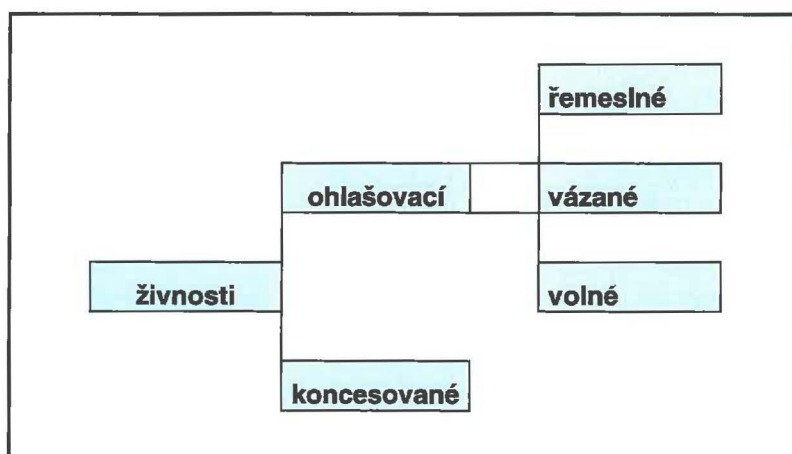 řemeslné
ohlašovací
vázané
živnosti
volné
koncesované